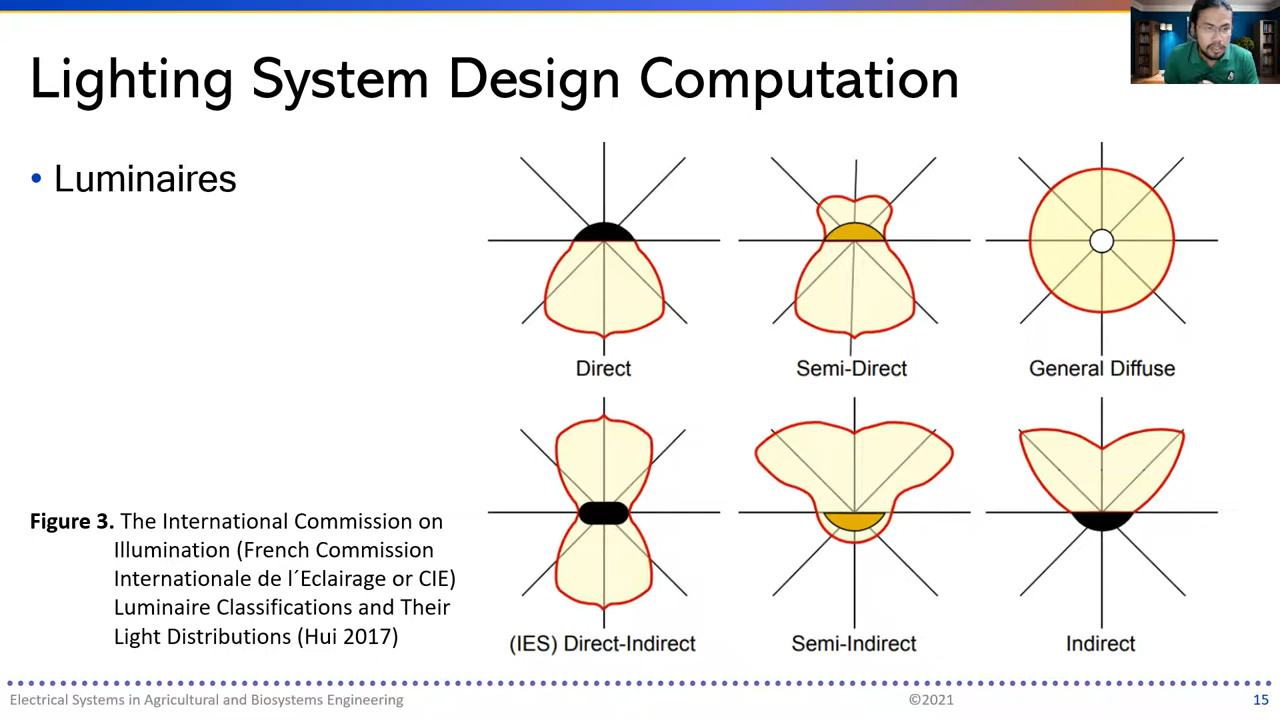 Lighting System Design Computation
• Luminaires
Direct
Semi-Direct
General Diffuse
(IES) Direct-Indirect
Semi-Indirect
Indirect
Figure 3. The International Commission on
Illumination (French Commission
Internationale de l´Eclairage or CIE)
Luminaire Classifications and Their
Light Distributions (Hui 2017)
Electrical Systems in Agricultural and Biosystems Engineering
©2021
15